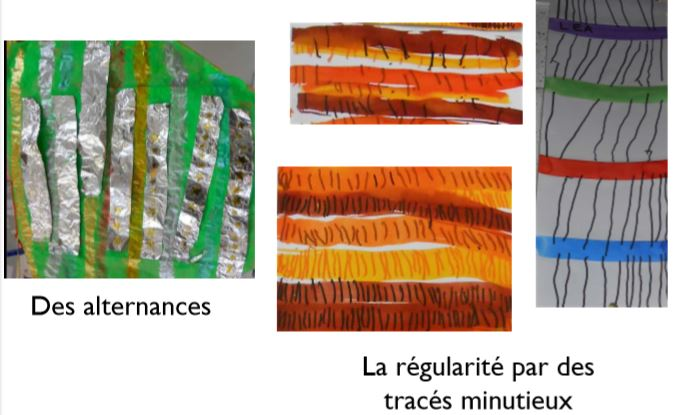 LEA
Des alternances
La régularité par des
tracés minutieux